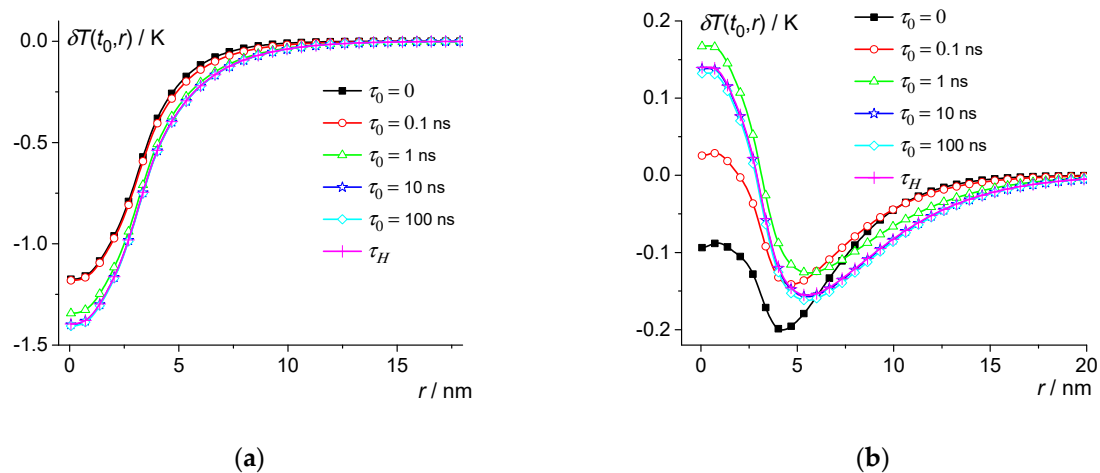 δT(t₀,r) / K
0.0
-0.5
-1.0
-1.5
0
5
10
15
r / nm
τ₀ = 0
τ₀ = 0.1 ns
τ₀ = 1 ns
τ₀ = 10 ns
τ₀ = 100 ns
τ_H
(a)
δT(t₀,r) / K
0.2
0.1
0.0
-0.1
-0.2
0
5
10
15
20
r / nm
τ₀ = 0
τ₀ = 0.1 ns
τ₀ = 1 ns
τ₀ = 10 ns
τ₀ = 100 ns
τ_H
(b)